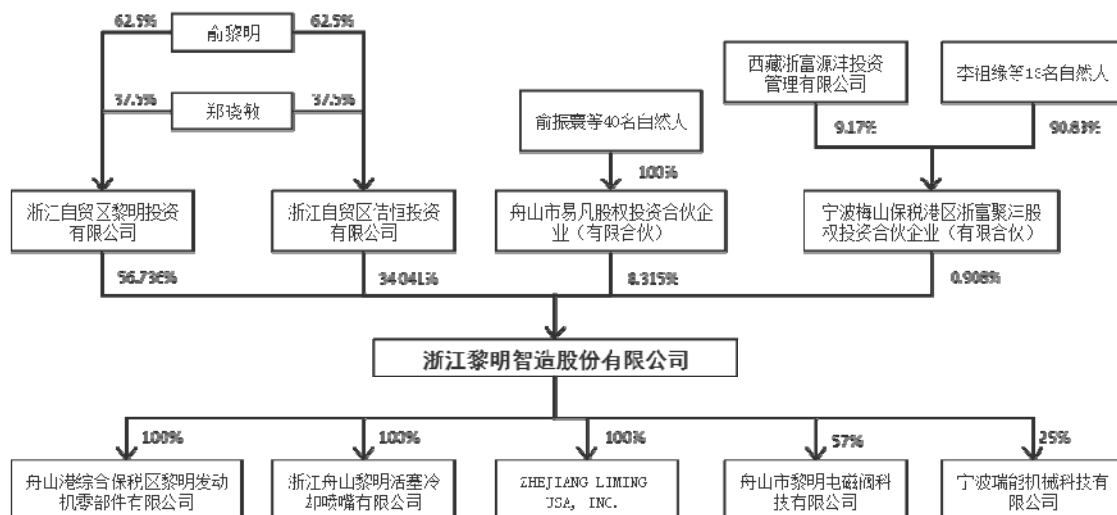 62.5%
俞黎明
62.5%
37.5%
郑晓敏
37.5%
西藏浙富源沣投资
管理有限公司
李祖缘等18名自然人
俞振寰等40名自然人
9.17%
90.83%
100%
浙江自贸区黎明投资
有限公司
浙江自贸区佶恒投资
有限公司
舟山市易凡股权投资合伙企
业（有限合伙）
宁波梅山保税港区浙富聚沣股
权投资合伙企业（有限合伙）
56.736%
34.041%
8.315%
0.908%
浙江黎明智造股份有限公司
100%
100%
100%
57%
25%
舟山港综合保税区黎明发动
机零部件有限公司
浙江舟山黎明活塞冷
却喷嘴有限公司
ZHEJIANG LIMING
USA, INC.
舟山市黎明电磁阀科
技有限公司
宁波瑞能机械科技有
限公司